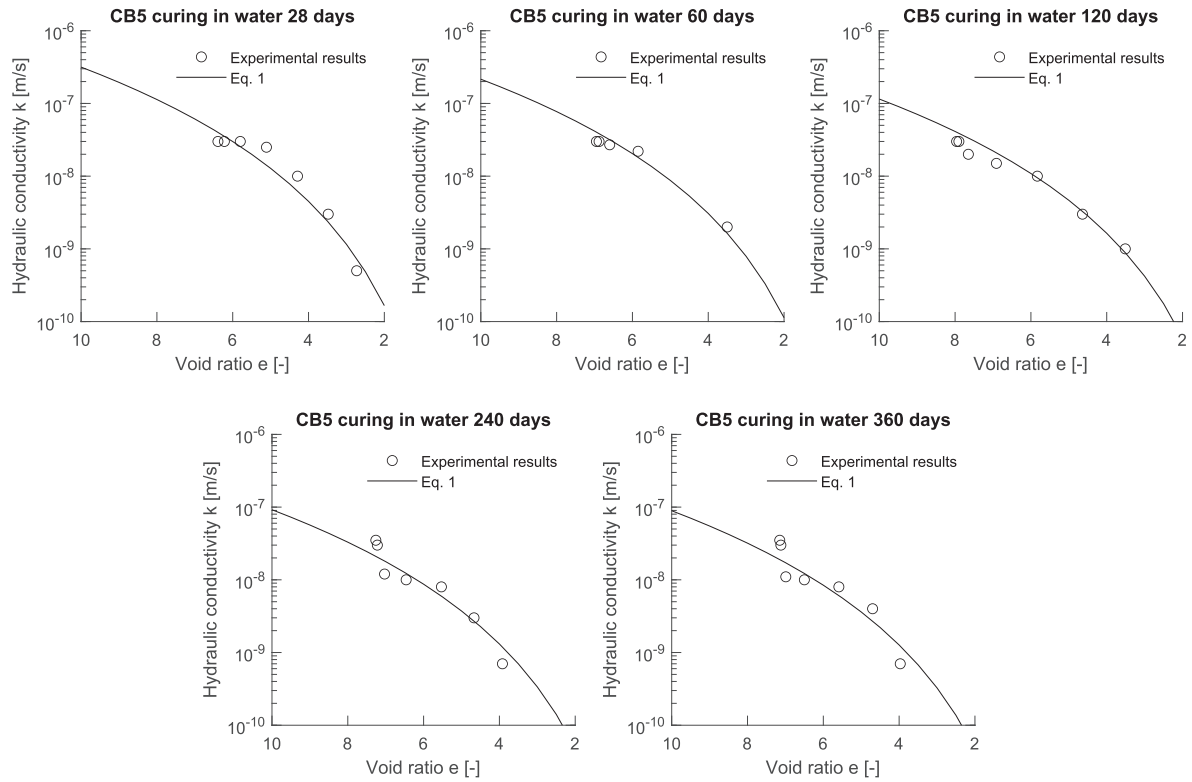 CB5 curing in water 28 days
10-6
10-7
10-8
10-9
10-10
Hydraulic conductivity k [m/s]
Experimental results
Eq. 1
10 8 6 4 2
Void ratio e [-]
CB5 curing in water 60 days
10-6
10-7
10-8
10-9
10-10
Hydraulic conductivity k [m/s]
Experimental results
Eq. 1
10 8 6 4 2
Void ratio e [-]
CB5 curing in water 120 days
10-6
10-7
10-8
10-9
10-10
Hydraulic conductivity k [m/s]
Experimental results
Eq. 1
10 8 6 4 2
Void ratio e [-]
CB5 curing in water 240 days
10-6
10-7
10-8
10-9
10-10
Hydraulic conductivity k [m/s]
Experimental results
Eq. 1
10 8 6 4 2
Void ratio e [-]
CB5 curing in water 360 days
10-6
10-7
10-8
10-9
10-10
Hydraulic conductivity k [m/s]
Experimental results
Eq. 1
10 8 6 4 2
Void ratio e [-]